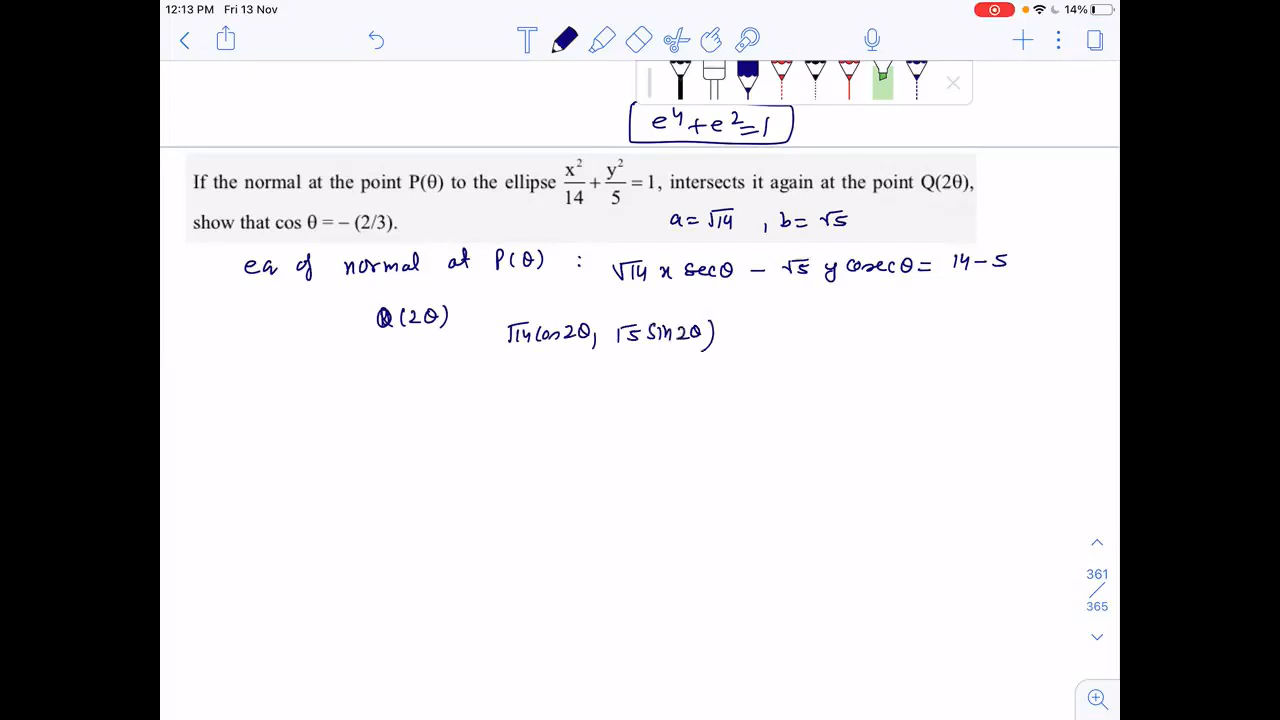 12:13 PM Fri 13 Nov
14%
T
e⁴+e²=1
If the normal at the point P(θ) to the ellipse x²/14 + y²/5 = 1, intersects it again at the point Q(2θ),
show that cos θ = – (2/3).
a=√14 , b= √5
eq of normal at P(θ) : √14 x secθ – √5 y cosecθ = 14-5
Q(2θ) √14cos2θ, √5 Sin2θ)
361
/
365